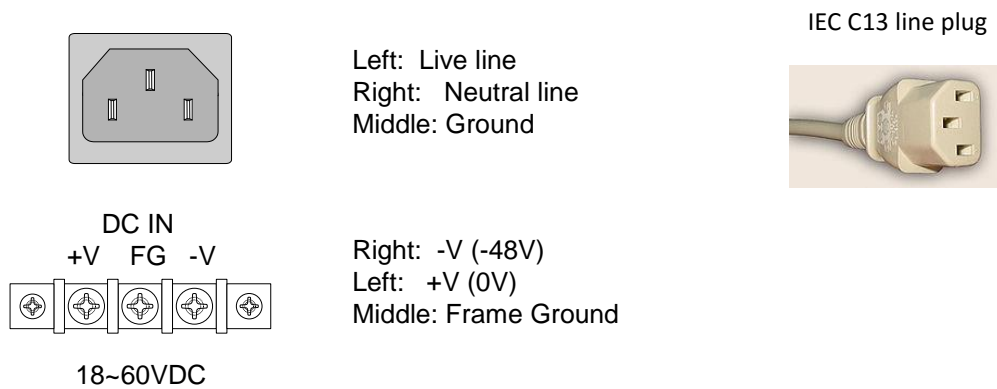 IEC C13 line plug
Left: Live line
Right: Neutral line
Middle: Ground
DC IN
+V FG -V
Right: -V (-48V)
Left: +V (0V)
Middle: Frame Ground
18~60VDC